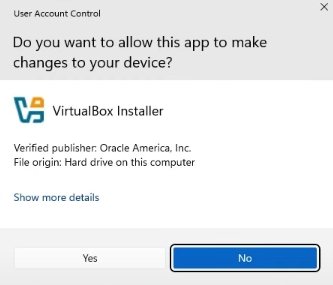 User Account Control
Do you want to allow this app to make
changes to your device?
VirtualBox Installer
Verified publisher: Oracle America, Inc.
File origin: Hard drive on this computer
Show more details
Yes
No